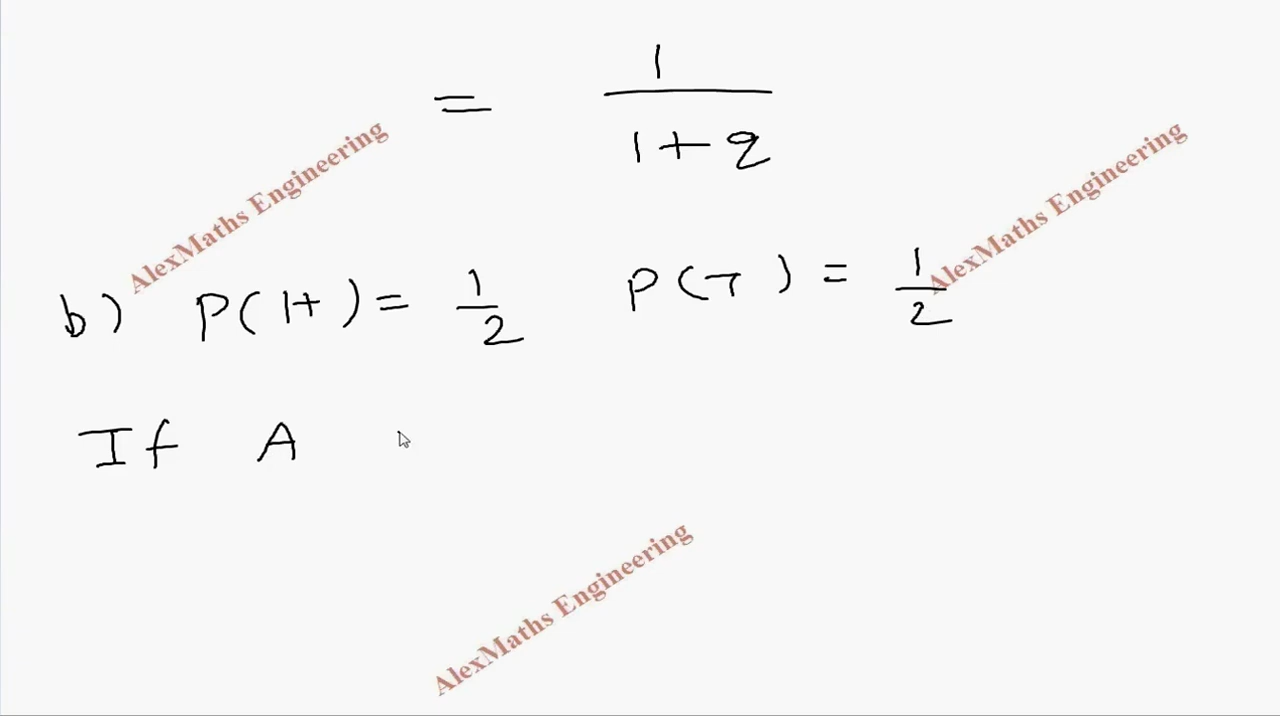 = 1 / 1 + q
AlexMaths Engineering
AlexMaths Engineering
b) P(H) = 1/2 P(T) = 1/2
If A
AlexMaths Engineering